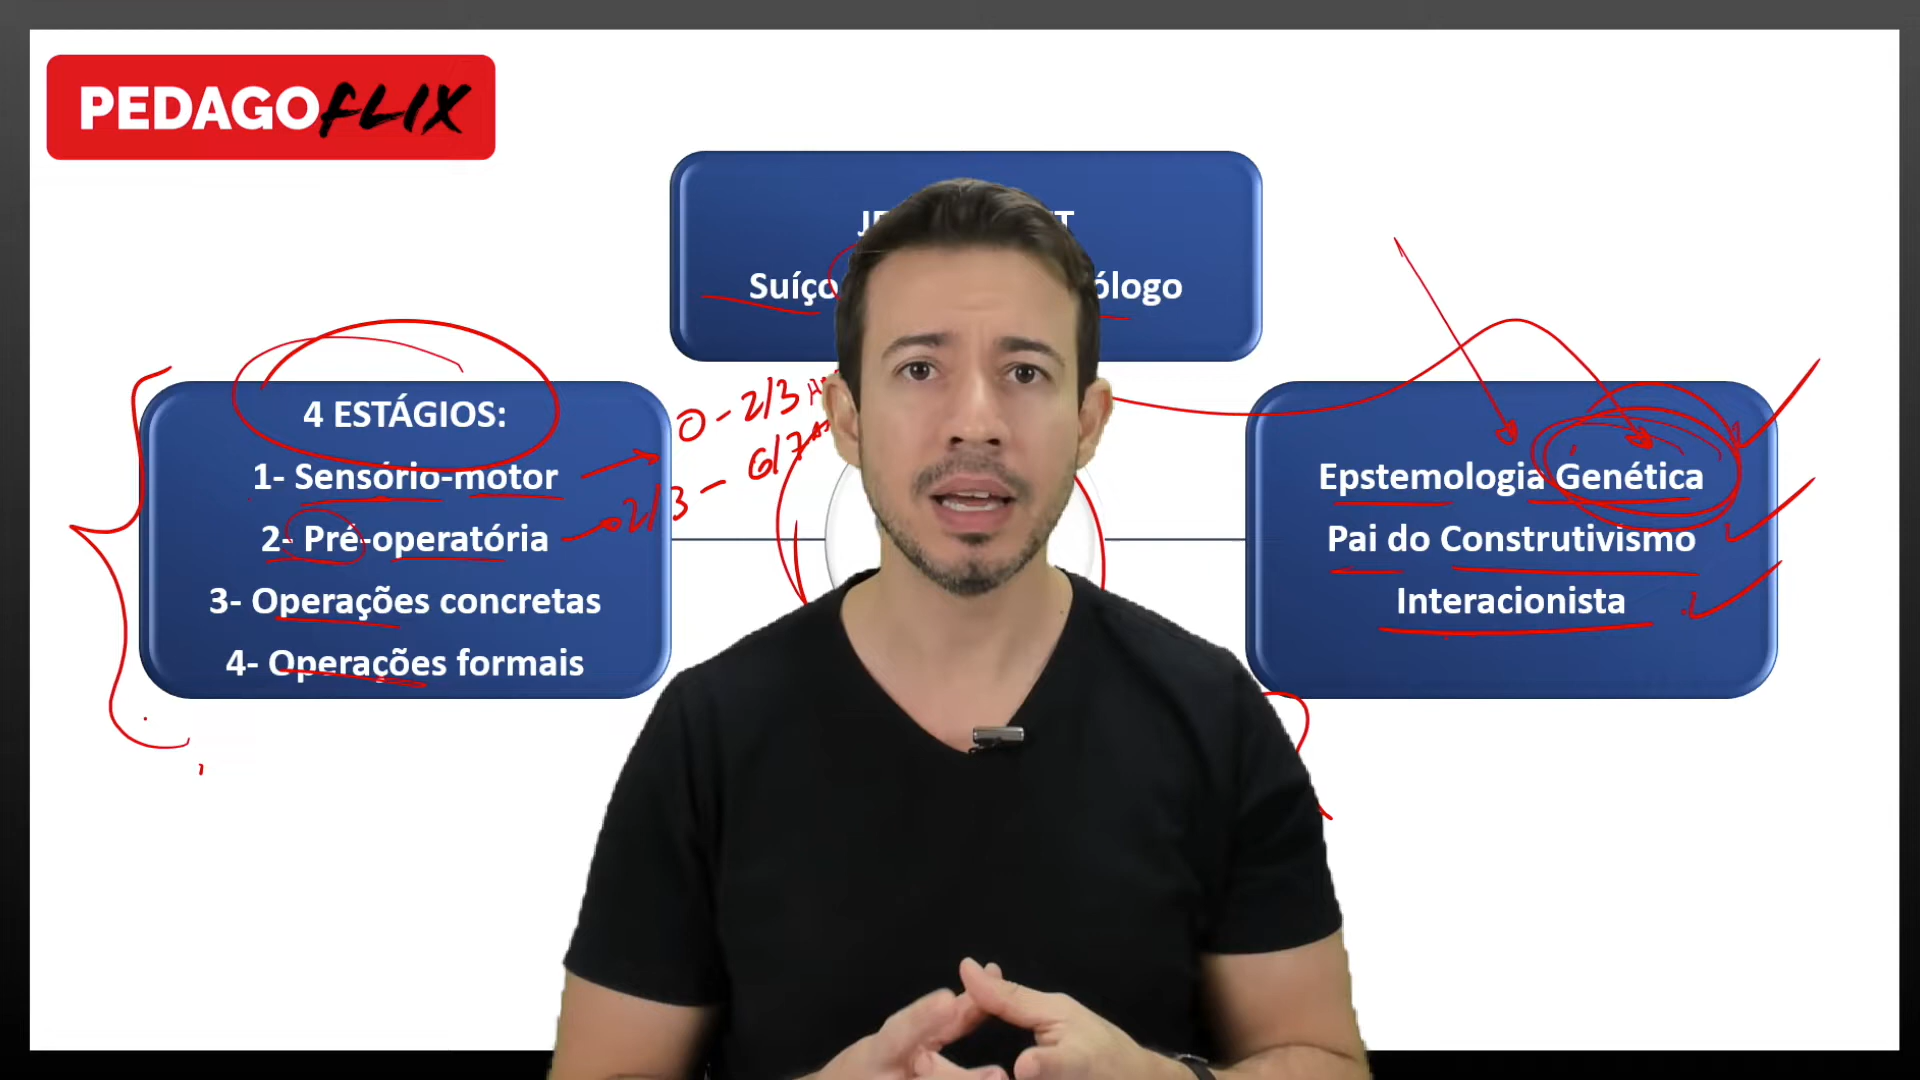 PEDAGOFLIX
Suíço
4 ESTÁGIOS:
1- Sensório-motor
2- Pré-operatória
3- Operações concretas
4- Operações formais
0 - 2/3
2/3 - 6/7
Epstemologia Genética
Pai do Construtivismo
Interacionista